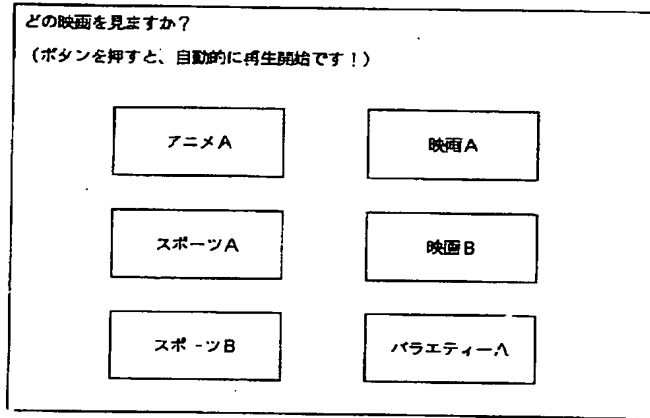 どの映画を見ますか？
（ボタンを押すと、自動的に再生開始です！）
アニメA
映画A
スポーツA
映画B
スポーツB
バラエティーA